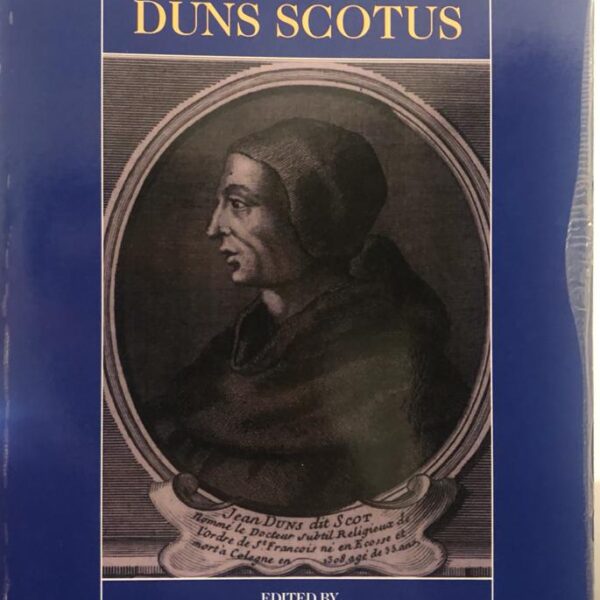 DUNS SCOTUS
Jean DUNS dit SCOT
nommé le Docteur subtil Religieux de
l'ordre de St Francois né en Ecosse et
mort à Cologne en 1308 agé de 33 ans
EDITED BY